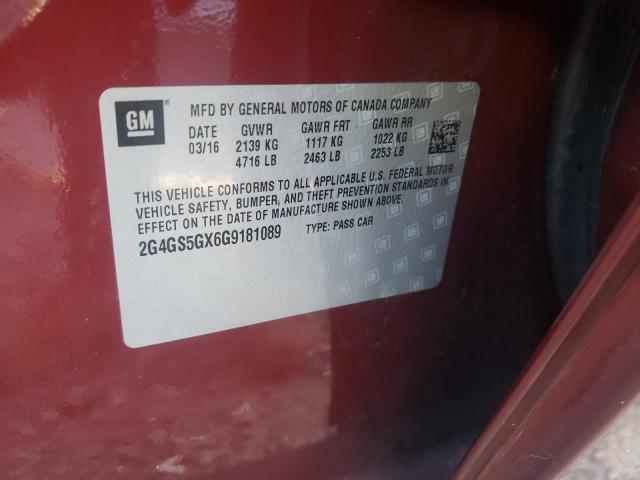 GM
MFD BY GENERAL MOTORS OF CANADA COMPANY
DATE GVWR GAWR FRT GAWR RR
03/16 2139 KG 1117 KG 1022 KG
4716 LB 2463 LB 2253 LB
THIS VEHICLE CONFORMS TO ALL APPLICABLE U.S. FEDERAL MOTOR
VEHICLE SAFETY, BUMPER, AND THEFT PREVENTION STANDARDS IN
EFFECT ON THE DATE OF MANUFACTURE SHOWN ABOVE.
2G4GS5GX6G9181089 TYPE: PASS CAR